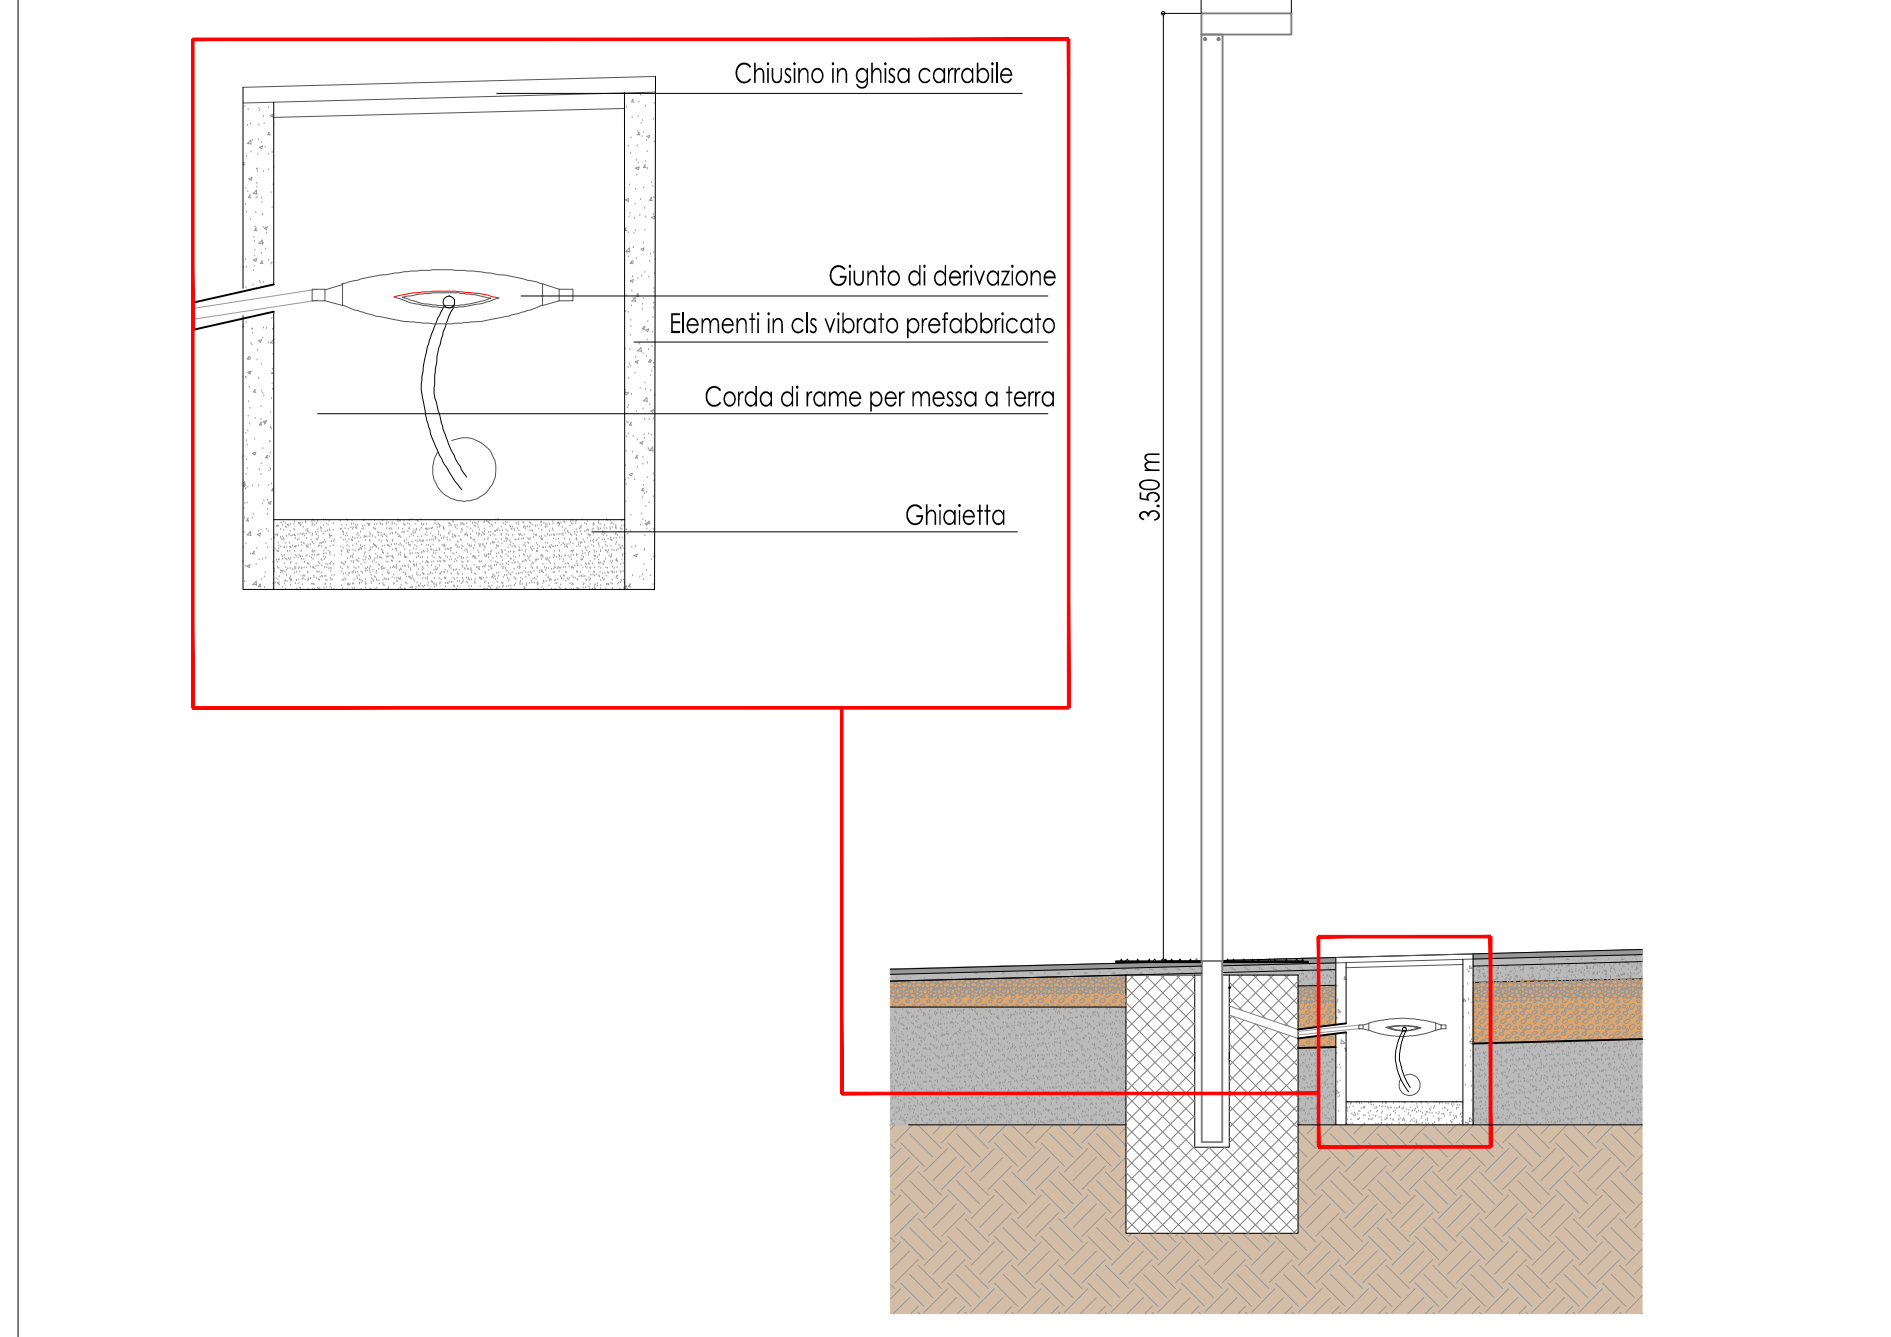 Chiusino in ghisa carrabile
Giunto di derivazione
Elementi in cls vibrato prefabbricato
Corda di rame per messa a terra
Ghiaietta
3.50 m